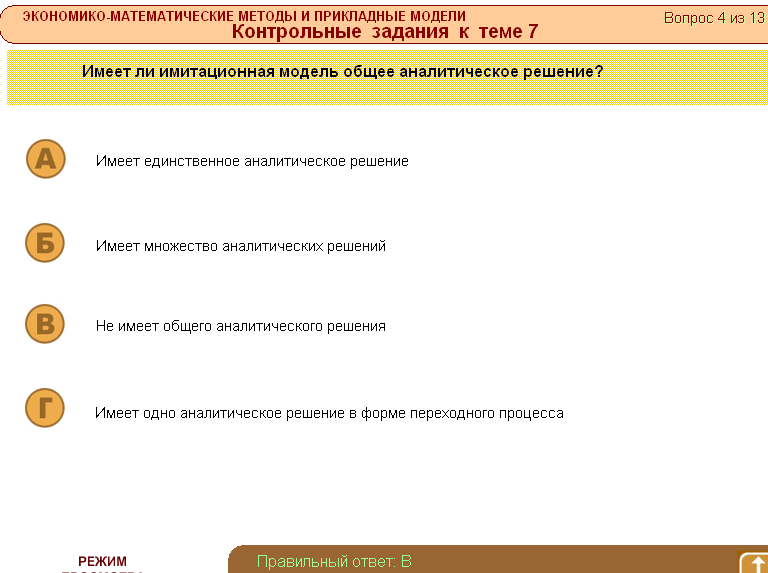 ЭКОНОМИКО-МАТЕМАТИЧЕСКИЕ МЕТОДЫ И ПРИКЛАДНЫЕ МОДЕЛИ
Вопрос 4 из 13
Контрольные задания к теме 7
Имеет ли имитационная модель общее аналитическое решение?
А
Имеет единственное аналитическое решение
Б
Имеет множество аналитических решений
В
Не имеет общего аналитического решения
Г
Имеет одно аналитическое решение в форме переходного процесса
РЕЖИМ
Правильный ответ: В